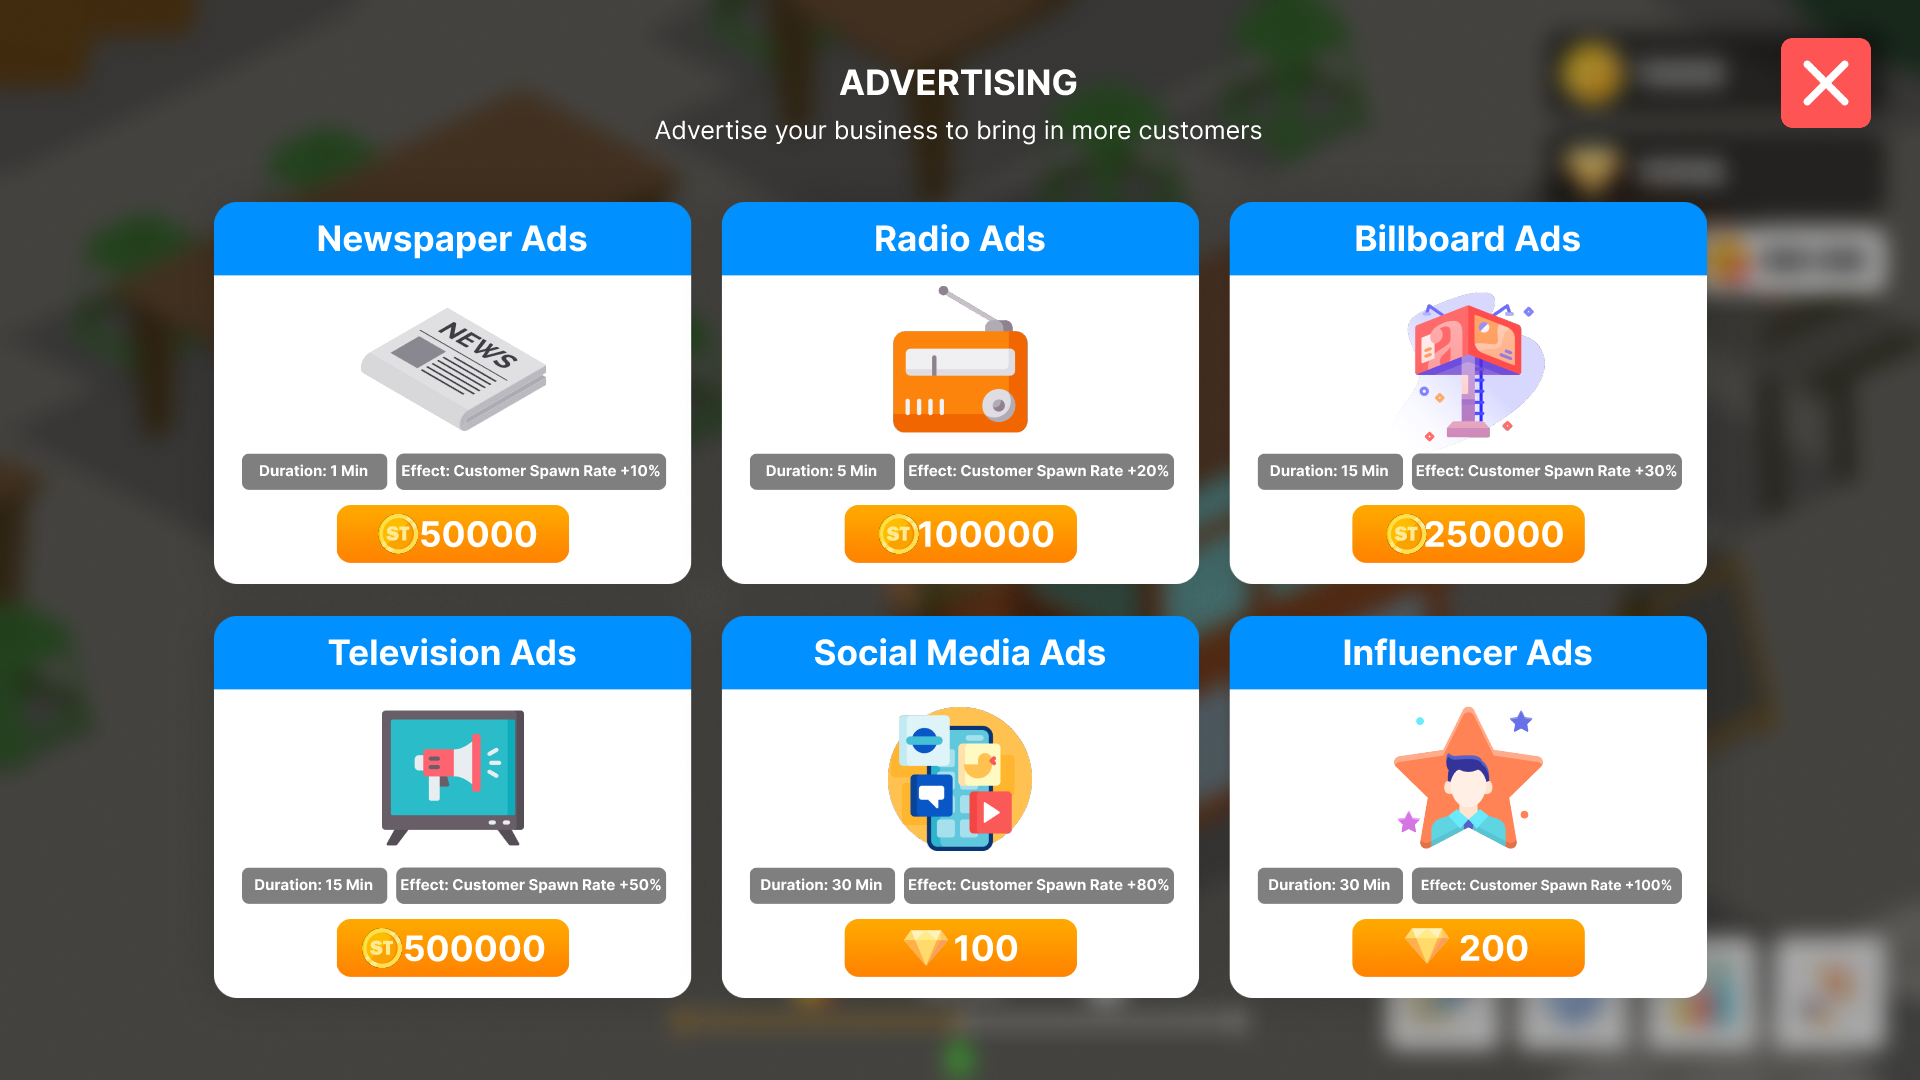 ADVERTISING
Advertise your business to bring in more customers
Newspaper Ads
NEWS
Duration: 1 Min
Effect: Customer Spawn Rate +10%
ST 50000
Radio Ads
Duration: 5 Min
Effect: Customer Spawn Rate +20%
ST 100000
Billboard Ads
Duration: 15 Min
Effect: Customer Spawn Rate +30%
ST 250000
Television Ads
Duration: 15 Min
Effect: Customer Spawn Rate +50%
ST 500000
Social Media Ads
Duration: 30 Min
Effect: Customer Spawn Rate +80%
100
Influencer Ads
Duration: 30 Min
Effect: Customer Spawn Rate +100%
200